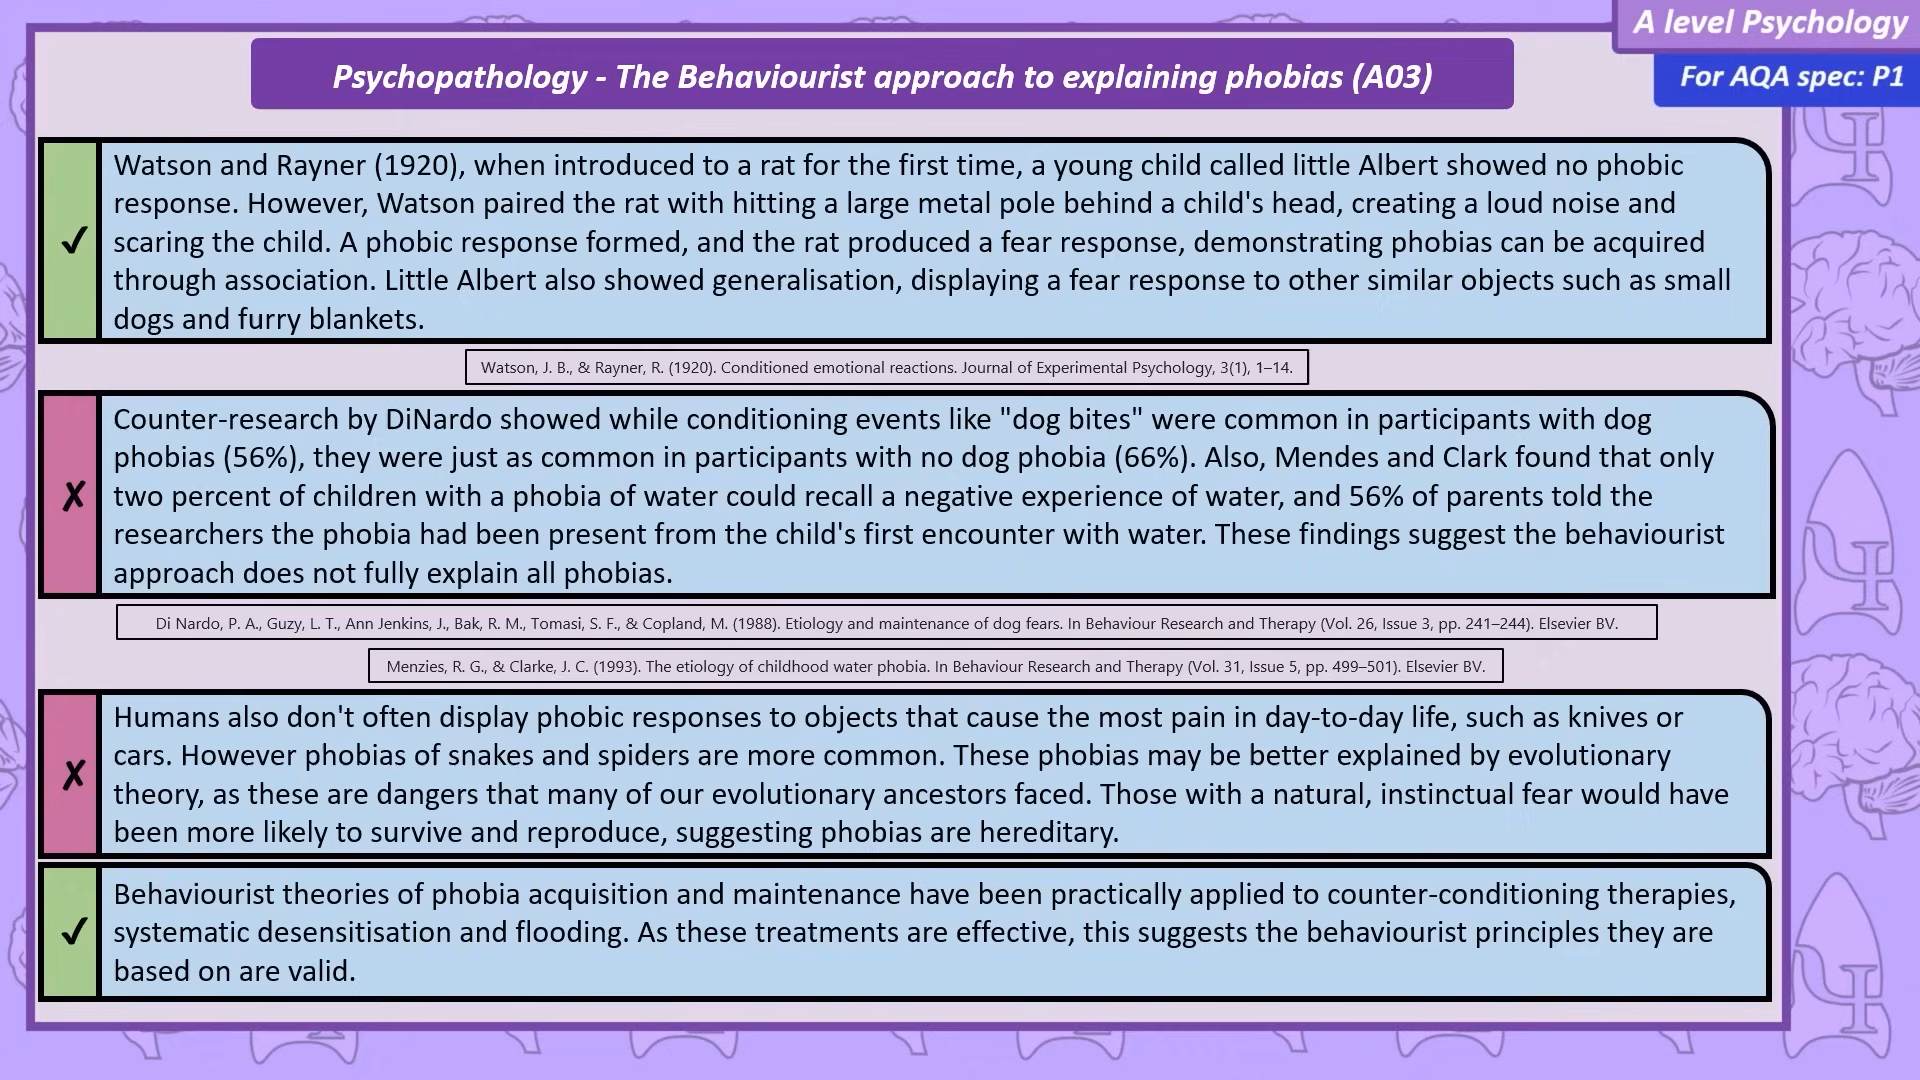 A level Psychology
Psychopathology - The Behaviourist approach to explaining phobias (A03)
For AQA spec: P1
Watson and Rayner (1920), when introduced to a rat for the first time, a young child called little Albert showed no phobic
response. However, Watson paired the rat with hitting a large metal pole behind a child's head, creating a loud noise and
scaring the child. A phobic response formed, and the rat produced a fear response, demonstrating phobias can be acquired
through association. Little Albert also showed generalisation, displaying a fear response to other similar objects such as small
dogs and furry blankets.
Watson, J. B., & Rayner, R. (1920). Conditioned emotional reactions. Journal of Experimental Psychology, 3(1), 1–14.
Counter-research by DiNardo showed while conditioning events like "dog bites" were common in participants with dog
phobias (56%), they were just as common in participants with no dog phobia (66%). Also, Mendes and Clark found that only
two percent of children with a phobia of water could recall a negative experience of water, and 56% of parents told the
researchers the phobia had been present from the child's first encounter with water. These findings suggest the behaviourist
approach does not fully explain all phobias.
Di Nardo, P. A., Guzy, L. T., Ann Jenkins, J., Bak, R. M., Tomasi, S. F., & Copland, M. (1988). Etiology and maintenance of dog fears. In Behaviour Research and Therapy (Vol. 26, Issue 3, pp. 241–244). Elsevier BV.
Menzies, R. G., & Clarke, J. C. (1993). The etiology of childhood water phobia. In Behaviour Research and Therapy (Vol. 31, Issue 5, pp. 499–501). Elsevier BV.
Humans also don't often display phobic responses to objects that cause the most pain in day-to-day life, such as knives or
cars. However phobias of snakes and spiders are more common. These phobias may be better explained by evolutionary
theory, as these are dangers that many of our evolutionary ancestors faced. Those with a natural, instinctual fear would have
been more likely to survive and reproduce, suggesting phobias are hereditary.
Behaviourist theories of phobia acquisition and maintenance have been practically applied to counter-conditioning therapies,
systematic desensitisation and flooding. As these treatments are effective, this suggests the behaviourist principles they are
based on are valid.